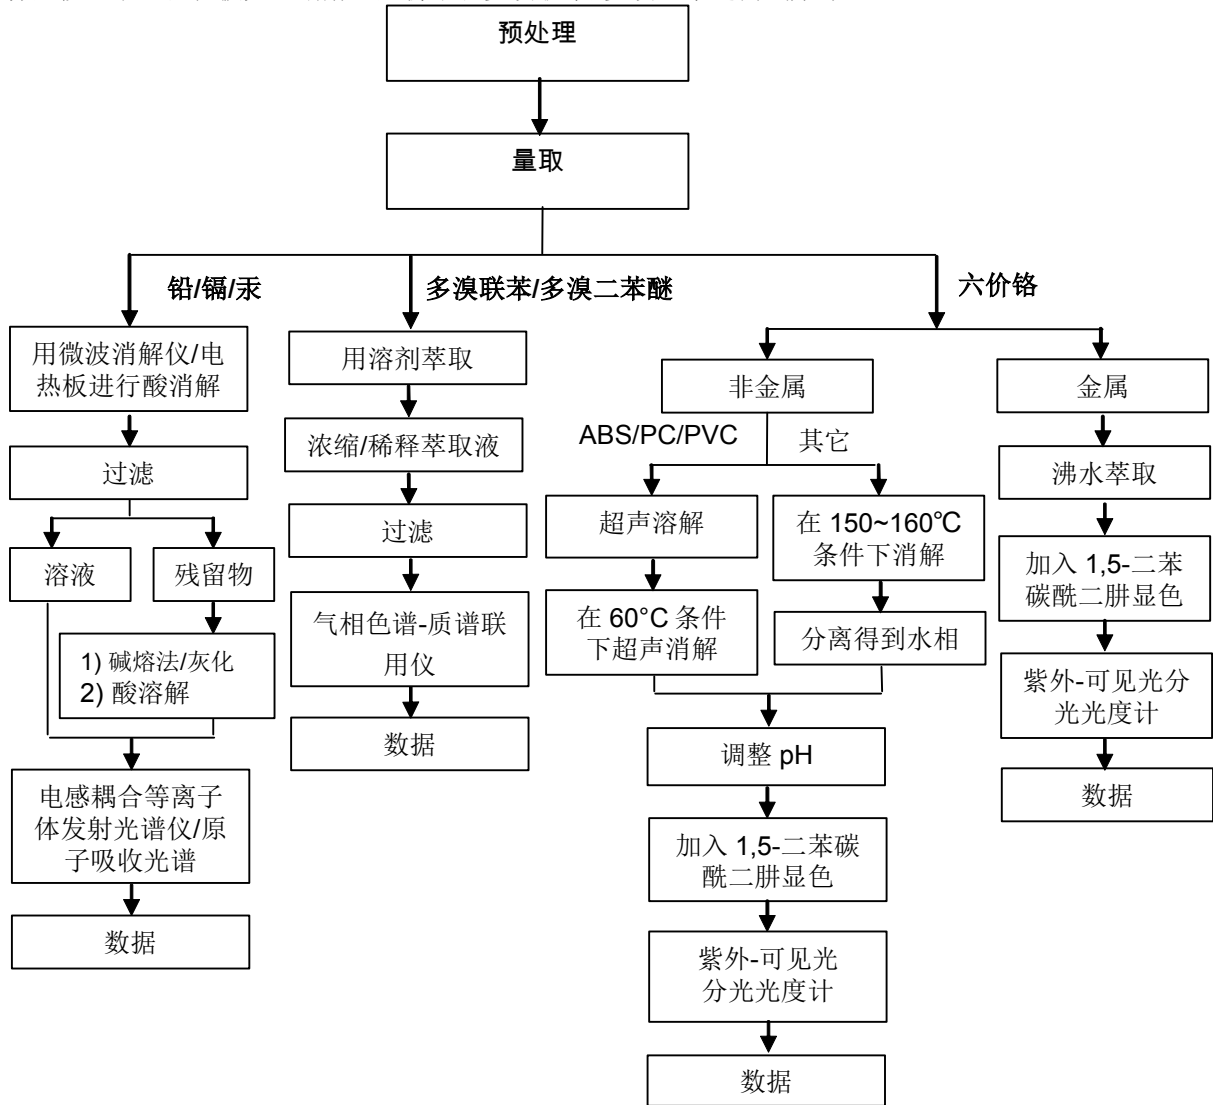 预处理
量取
铅/镉/汞
多溴联苯/多溴二苯醚
六价铬
用微波消解仪/电
热板进行酸消解
过滤
溶液
残留物
1) 碱熔法/灰化
2) 酸溶解
电感耦合等离子
体发射光谱仪/原
子吸收光谱
数据
用溶剂萃取
浓缩/稀释萃取液
过滤
气相色谱-质谱联
用仪
数据
非金属
ABS/PC/PVC
其它
超声溶解
在 60°C 条件
下超声消解
在 150~160℃
条件下消解
分离得到水相
调整 pH
加入 1,5-二苯碳
酰二肼显色
紫外-可见光
分光光度计
数据
金属
沸水萃取
加入 1,5-二苯
碳酰二肼显色
紫外-可见光分
光光度计
数据